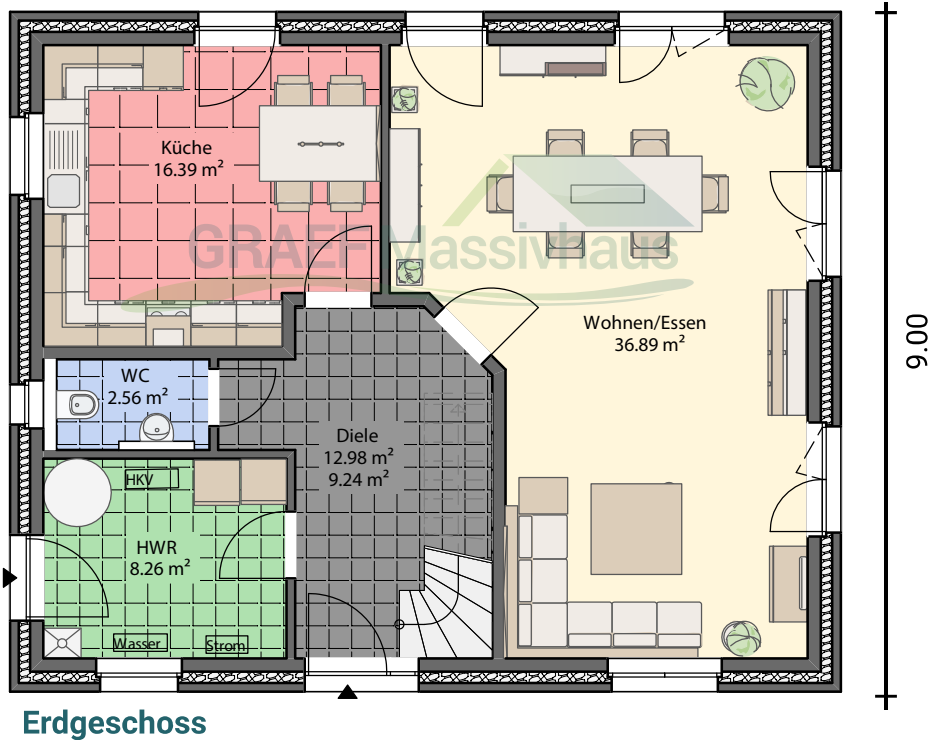 Küche
16.39 m²
GRAEF Massivhaus
Wohnen/Essen
36.89 m²
9.00
WC
2.56 m²
Diele
12.98 m²
9.24 m²
HKV
HWR
8.26 m²
Wasser
Strom
Erdgeschoss